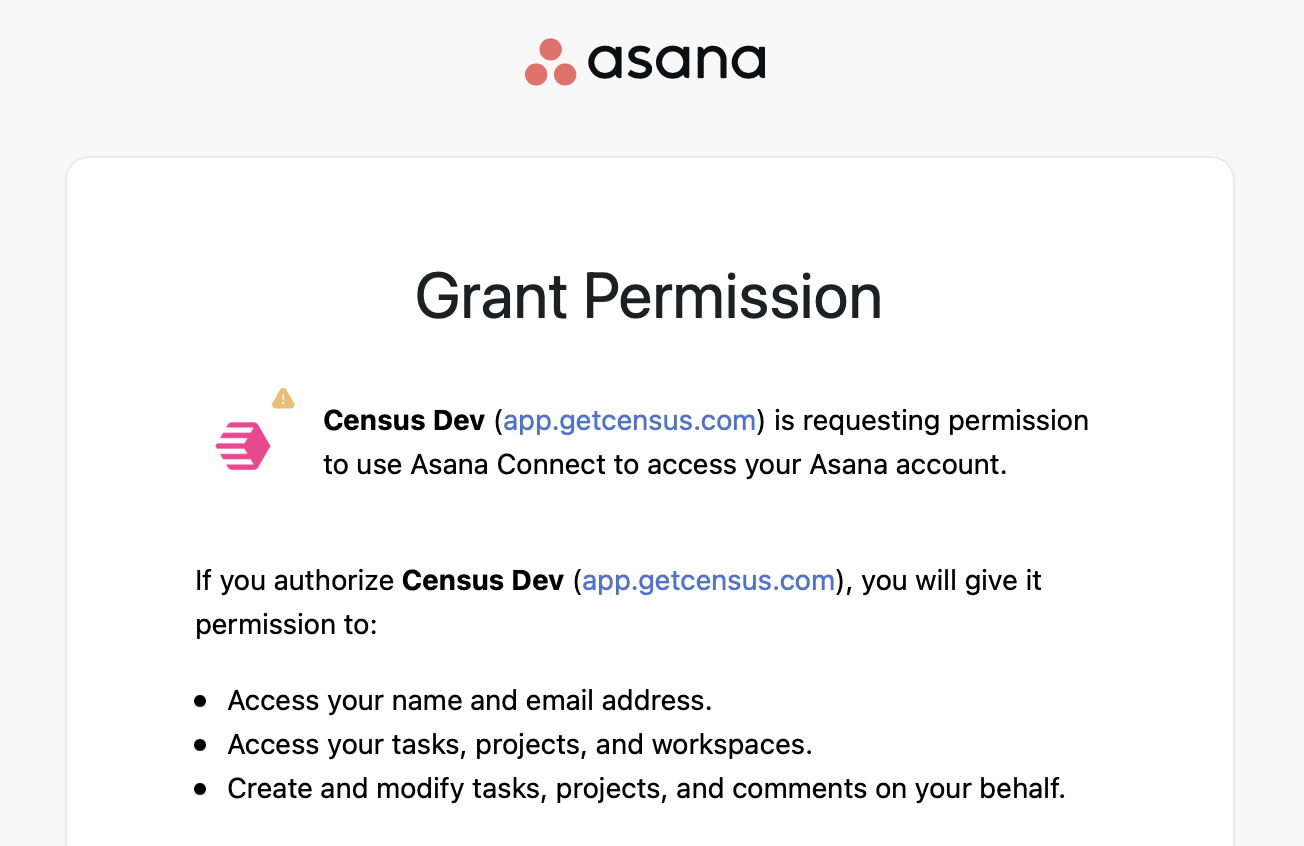 asana
Grant Permission
Census Dev (app.getcensus.com) is requesting permission
to use Asana Connect to access your Asana account.
If you authorize Census Dev (app.getcensus.com), you will give it
permission to:
• Access your name and email address.
• Access your tasks, projects, and workspaces.
• Create and modify tasks, projects, and comments on your behalf.